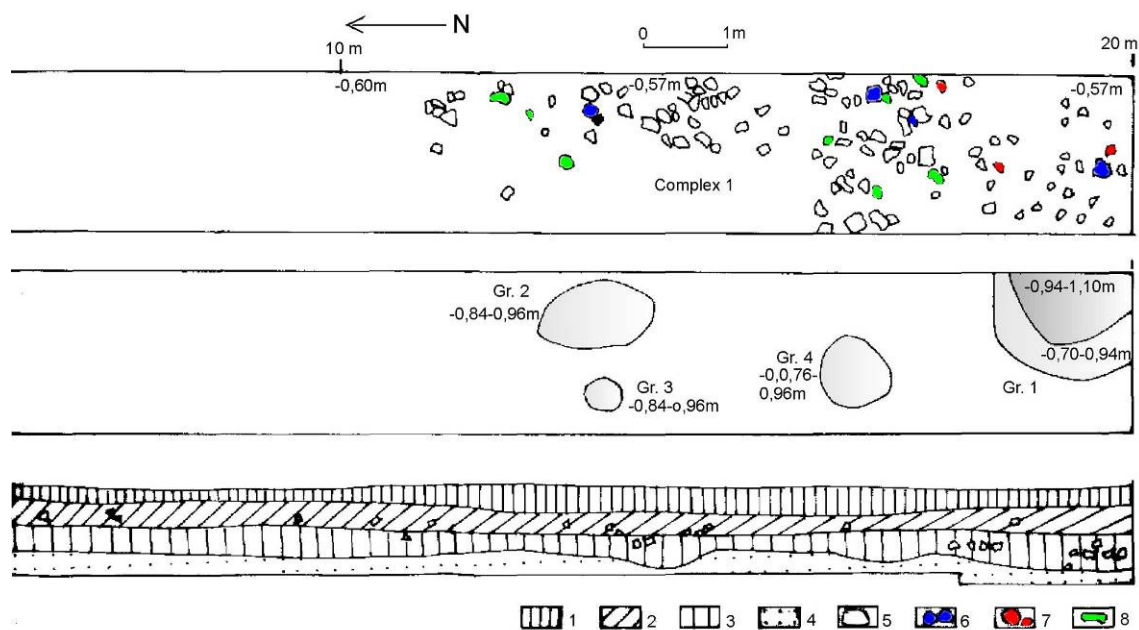 N
0 1m
10 m 20 m
-0,60m -0,57m -0,57m
Complex 1
Gr. 2
-0,84-0,96m
Gr. 3
-0,84-o,96m
Gr. 4
-0,0,76-
0,96m
-0,94-1,10m
-0,70-0,94m
Gr. 1
1 2 3 4 5 6 7 8